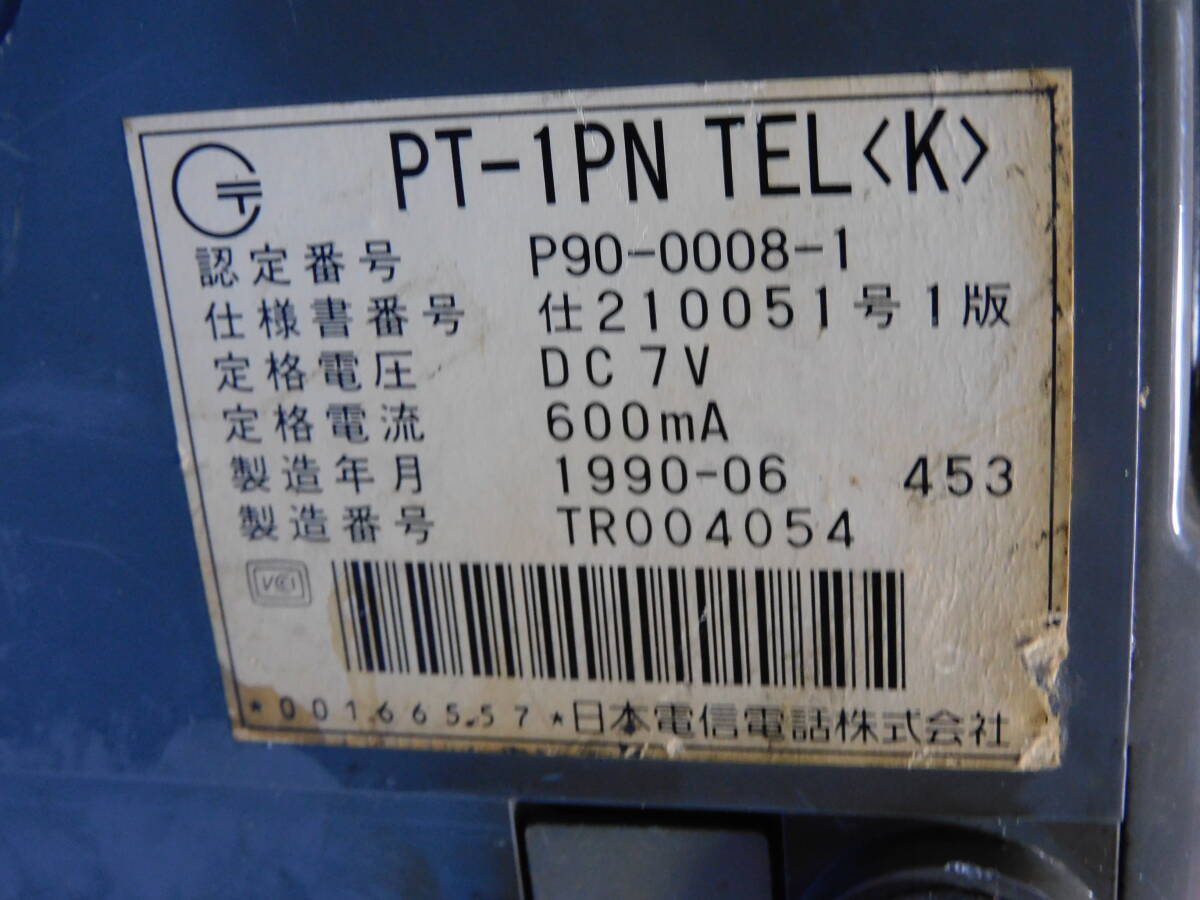 PT-1PN TEL〈K〉
認定番号 P90-0008-1
仕様書番号 仕210051号1版
定格電圧 DC 7V
定格電流 600mA
製造年月 1990-06 453
製造番号 TR004054
VCCI
*00166557*日本電信電話株式会社